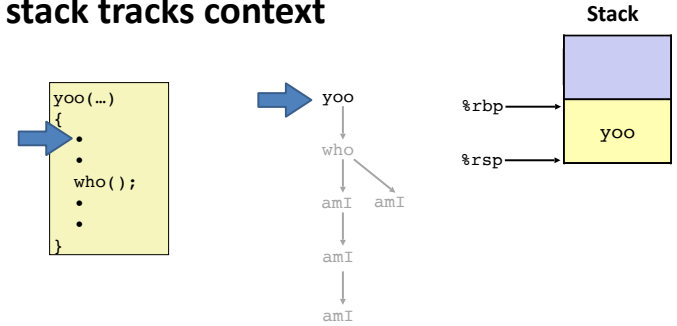 stack tracks context
Stack
yoo(…)
{
•
•
who();
•
•
}
yoo
who
amI amI
amI
amI
%rbp
yoo
%rsp